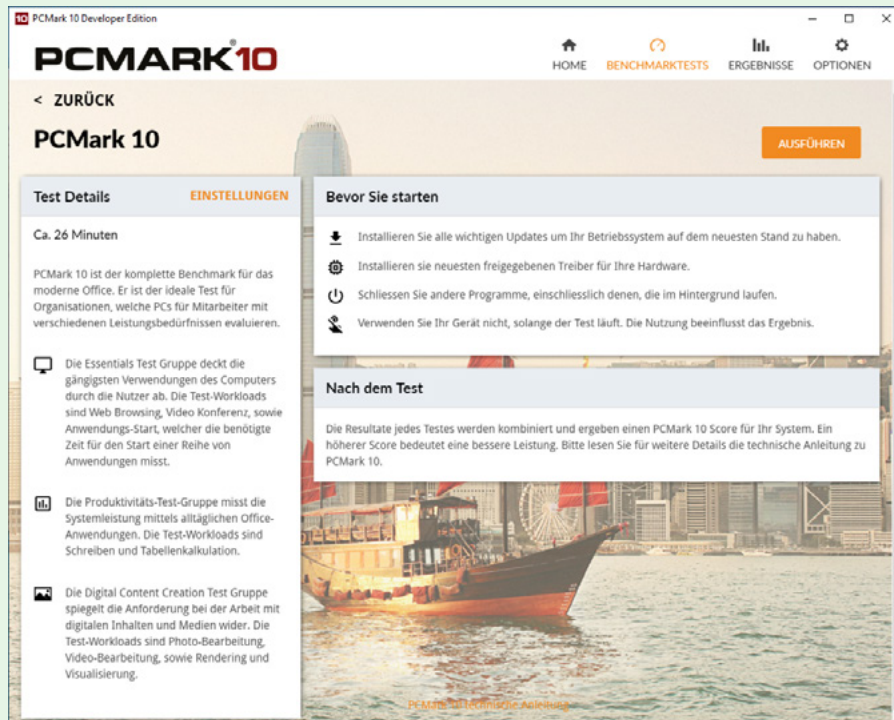 10 PCMark 10 Developer Edition
PCMARK 10
HOME
BENCHMARKTESTS
ERGEBNISSE
OPTIONEN
< ZURÜCK
PCMark 10
AUSFÜHREN
Test Details
EINSTELLUNGEN
Ca. 26 Minuten
PCMark 10 ist der komplette Benchmark für das
moderne Office. Er ist der ideale Test für
Organisationen, welche PCs für Mitarbeiter mit
verschiedenen Leistungsbedürfnissen evaluieren.
Die Essentials Test Gruppe deckt die
gängigsten Verwendungen des Computers
durch die Nutzer ab. Die Test-Workloads
sind Web Browsing, Video Konferenz, sowie
Anwendungs-Start, welcher die benötigte
Zeit für den Start einer Reihe von
Anwendungen misst.
Die Produktivitäts-Test-Gruppe misst die
Systemleistung mittels alltäglichen Office-
Anwendungen. Die Test-Workloads sind
Schreiben und Tabellenkalkulation.
Die Digital Content Creation Test Gruppe
spiegelt die Anforderung bei der Arbeit mit
digitalen Inhalten und Medien wider. Die
Test-Workloads sind Photo-Bearbeitung,
Video-Bearbeitung, sowie Rendering und
Visualisierung.
Bevor Sie starten
Installieren Sie alle wichtigen Updates um Ihr Betriebssystem auf dem neuesten Stand zu haben.
Installieren sie neuesten freigegebenen Treiber für Ihre Hardware.
Schliessen Sie andere Programme, einschliesslich denen, die im Hintergrund laufen.
Verwenden Sie Ihr Gerät nicht, solange der Test läuft. Die Nutzung beeinflusst das Ergebnis.
Nach dem Test
Die Resultate jedes Testes werden kombiniert und ergeben einen PCMark 10 Score für Ihr System. Ein
höherer Score bedeutet eine bessere Leistung. Bitte lesen Sie für weitere Details die technische Anleitung zu
PCMark 10.
PCMark 10 technische Anleitung